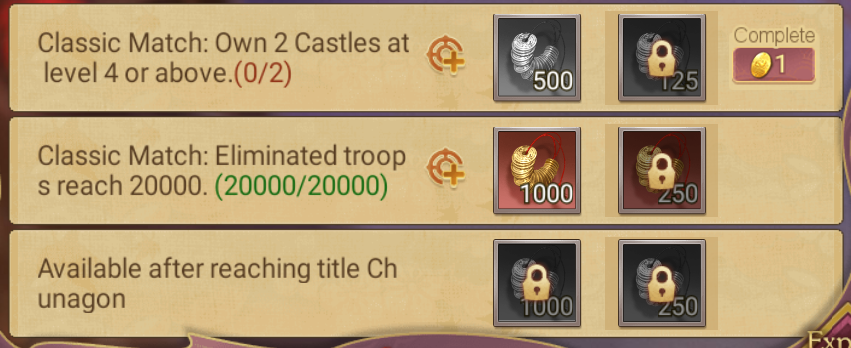 Classic Match: Own 2 Castles at
level 4 or above.(0/2)
500
125
Complete
1
Classic Match: Eliminated troop
s reach 20000. (20000/20000)
1000
250
Available after reaching title Ch
unagon
1000
250
Exp